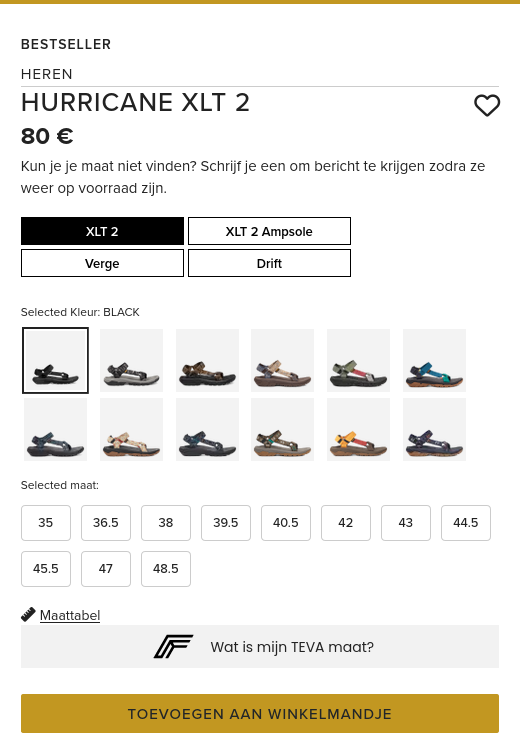 BESTSELLER
HEREN
HURRICANE XLT 2
80 €
Kun je je maat niet vinden? Schrijf je een om bericht te krijgen zodra ze
weer op voorraad zijn.
XLT 2
XLT 2 Ampsole
Verge
Drift
Selected Kleur: BLACK
Selected maat:
35
36.5
38
39.5
40.5
42
43
44.5
45.5
47
48.5
Maattabel
Wat is mijn TEVA maat?
TOEVOEGEN AAN WINKELMANDJE